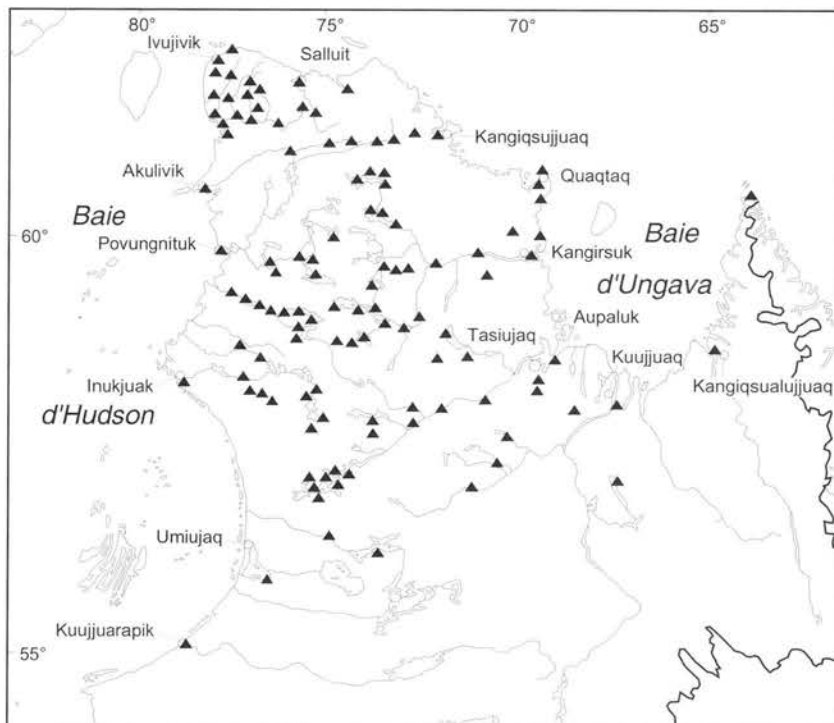 80° 75° 70° 65°
Ivujivik
Salluit
Kangiqsujjuaq
Akulivik
Quaqtaq
Baie
60°
Povungnituk
Kangirsuk
Baie
d'Ungava
Aupaluk
Tasiujaq
Kuujjuaq
Inukjuak
Kangiqsualujjuaq
d'Hudson
Umiujaq
Kuujjuarapik
55°